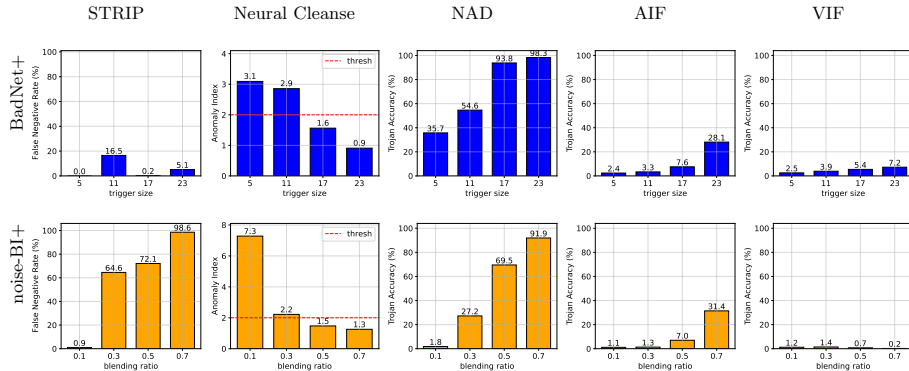 STRIP
Neural Cleanse
NAD
AIF
VIF
BadNet+
False Negative Rate (%)
100
80
60
40
20
0
0.0
16.5
0.2
5.1
5 11 17 23
trigger size
Anomaly Index
4
3
2
1
0
thresh
3.1
2.9
1.6
0.9
5 11 17 23
trigger size
Trojan Accuracy (%)
100
80
60
40
20
0
35.7
54.6
93.8
98.3
5 11 17 23
trigger size
Trojan Accuracy (%)
100
80
60
40
20
0
2.4
3.3
7.6
28.1
5 11 17 23
trigger size
Trojan Accuracy (%)
100
80
60
40
20
0
2.5
3.9
5.4
7.2
5 11 17 23
trigger size
noise-BI+
False Negative Rate (%)
100
80
60
40
20
0
0.9
64.6
72.1
98.6
0.1 0.3 0.5 0.7
blending ratio
Anomaly Index
8
6
4
2
0
thresh
7.3
2.2
1.5
1.3
0.1 0.3 0.5 0.7
blending ratio
Trojan Accuracy (%)
100
80
60
40
20
0
1.8
27.2
69.5
91.9
0.1 0.3 0.5 0.7
blending ratio
Trojan Accuracy (%)
100
80
60
40
20
0
1.1
1.3
7.0
31.4
0.1 0.3 0.5 0.7
blending ratio
Trojan Accuracy (%)
100
80
60
40
20
0
1.2
1.4
0.7
0.2
0.1 0.3 0.5 0.7
blending ratio